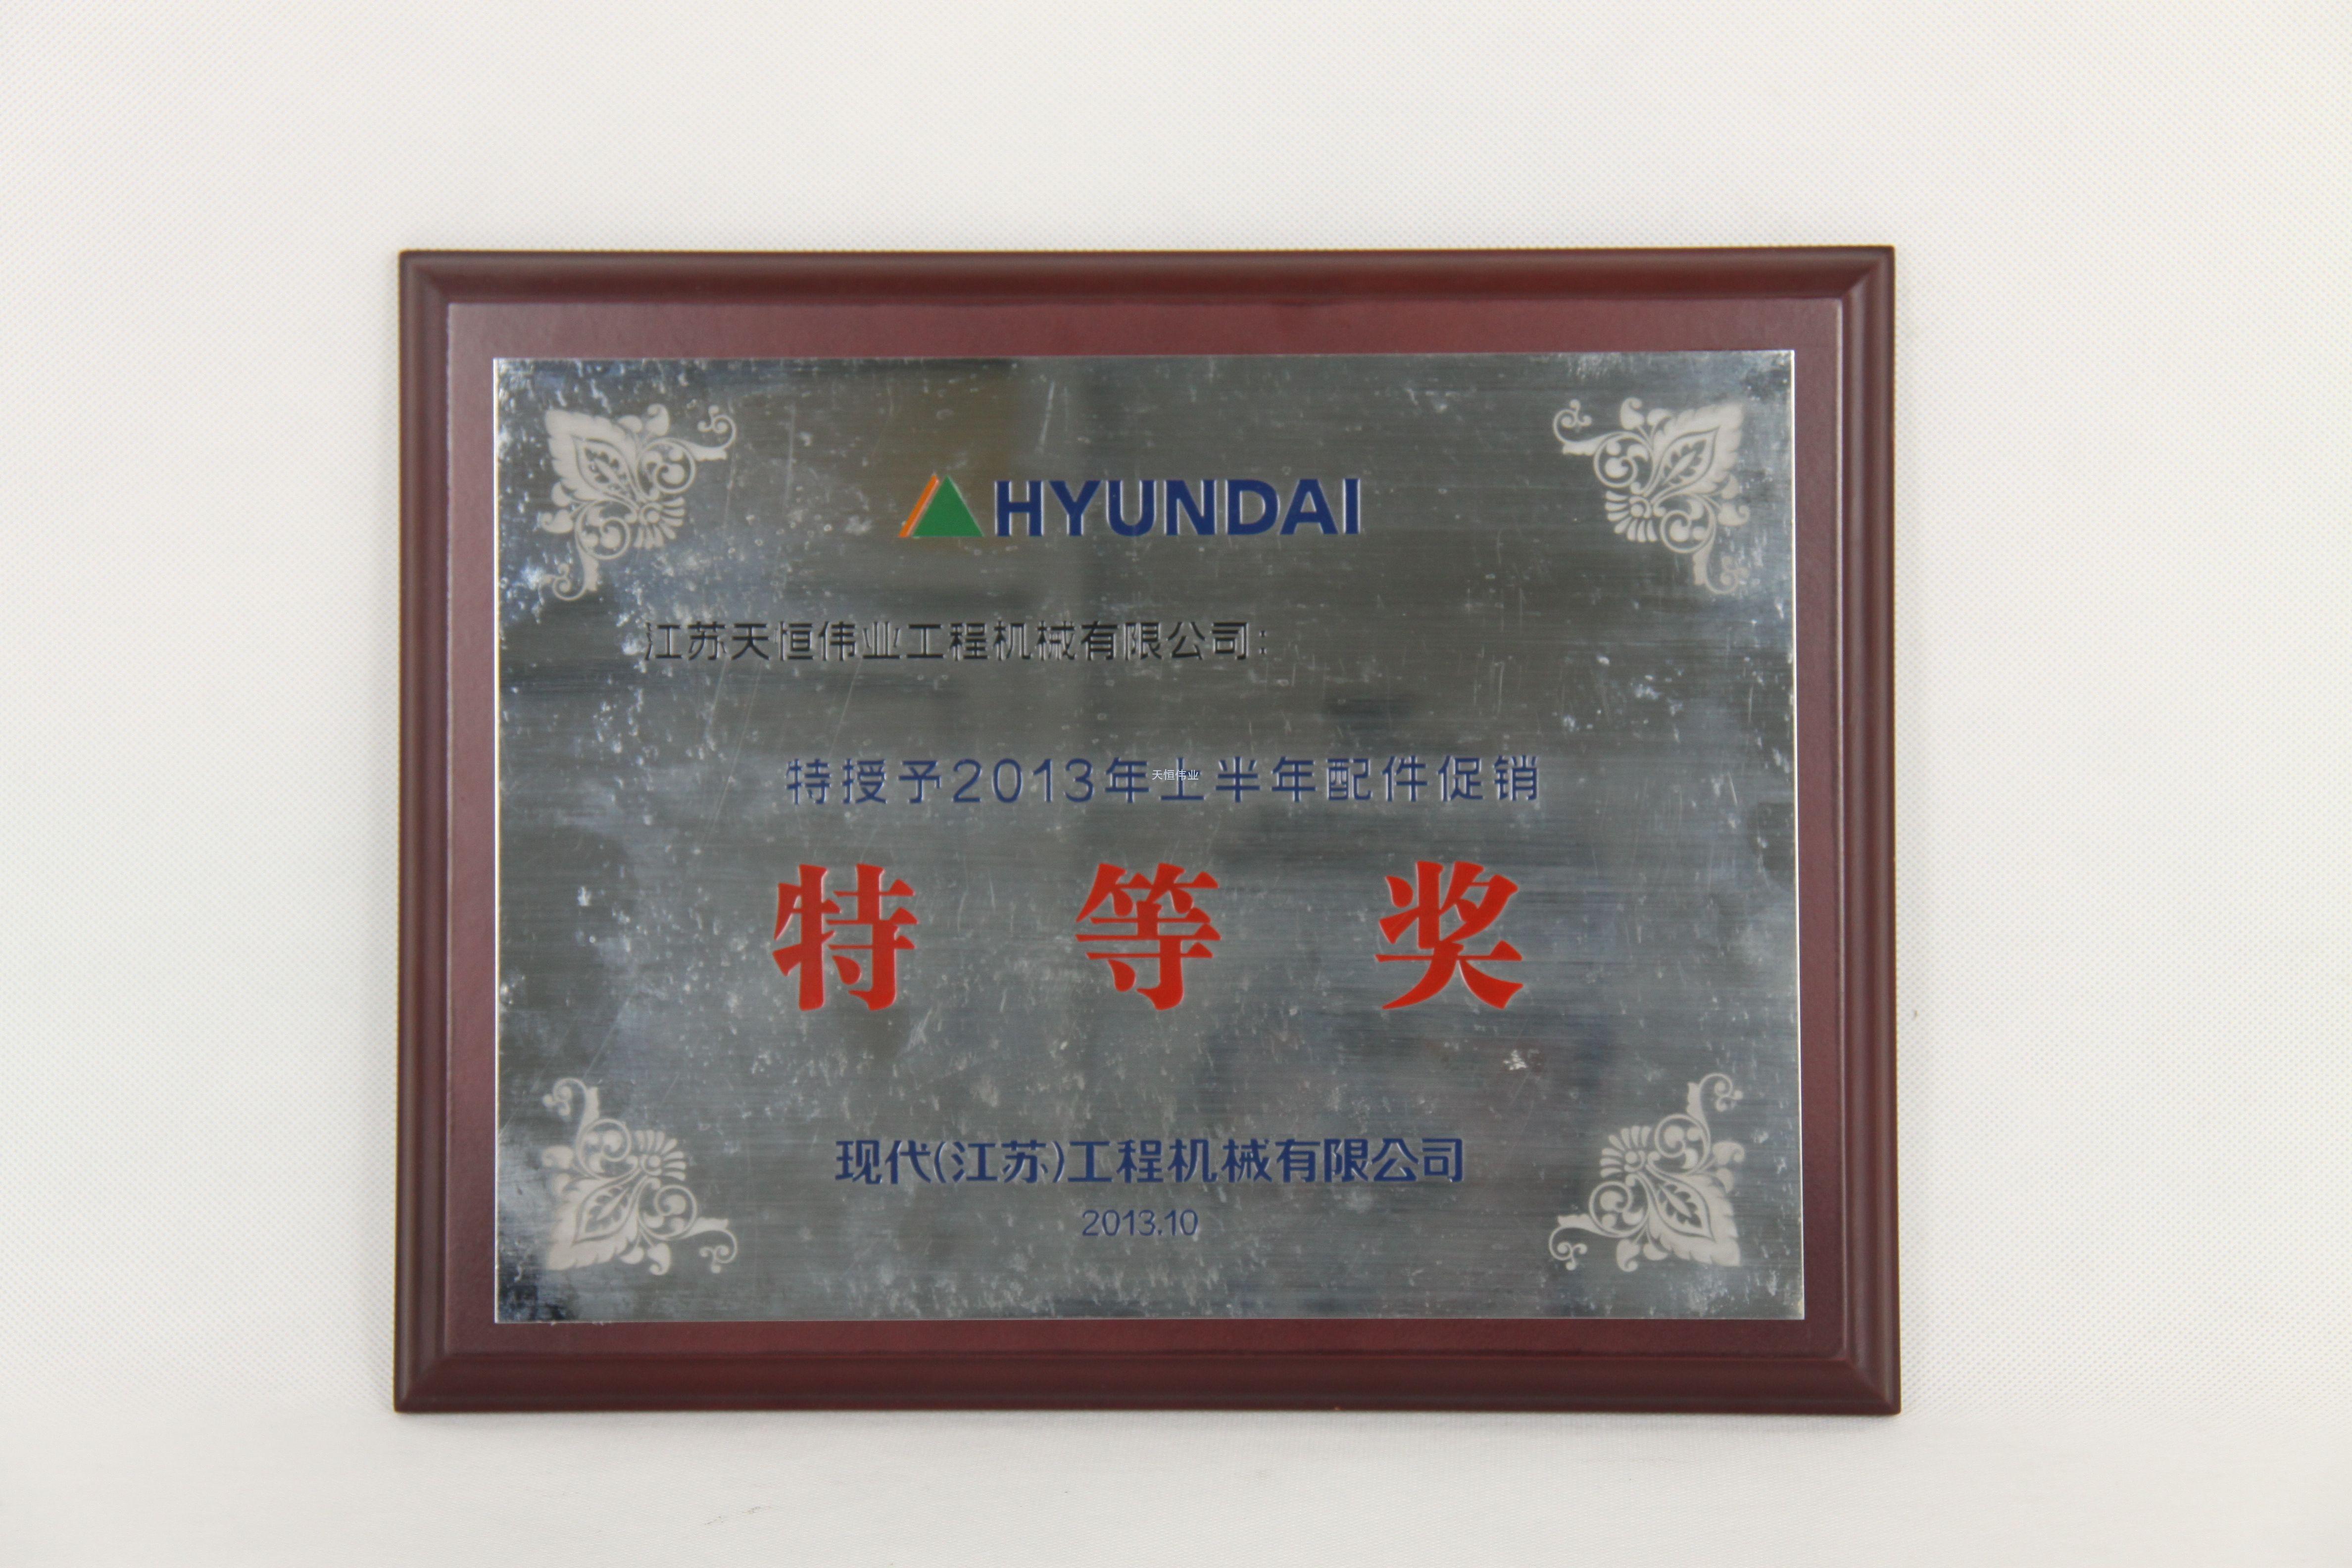 HYUNDAI
江苏天恒伟业工程机械有限公司:
特授予2013年上半年配件促销
天恒伟业
特等奖
现代(江苏)工程机械有限公司
2013.10